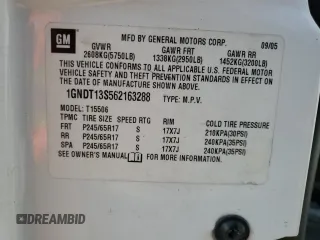 GM
MFD BY GENERAL MOTORS CORP. 09/05
GVWR GAWR FRT GAWR RR
2608KG(5750LB) 1338KG(2950LB) 1452KG(3200LB)
THIS VEHICLE CONFORMS TO ALL APPLICABLE U.S. FEDERAL
MOTOR VEHICLE SAFETY, BUMPER, AND THEFT PREVENTION
STANDARDS IN EFFECT ON THE DATE OF MANUFACTURE
SHOWN ABOVE.
1GNDT13S562163288 TYPE: M.P.V.
MODEL: T15506
TPMC TIRE SIZE SPEED RTG RIM COLD TIRE PRESSURE
FRT P245/65R17 S 17X7J 210KPA(30PSI)
RR P245/65R17 S 17X7J 240KPA(35PSI)
SPA P245/65R17 S 17X7J 240KPA(35PSI)
SEE OWNER'S MANUAL FOR ADDITIONAL INFORMATION.
DREAMBID